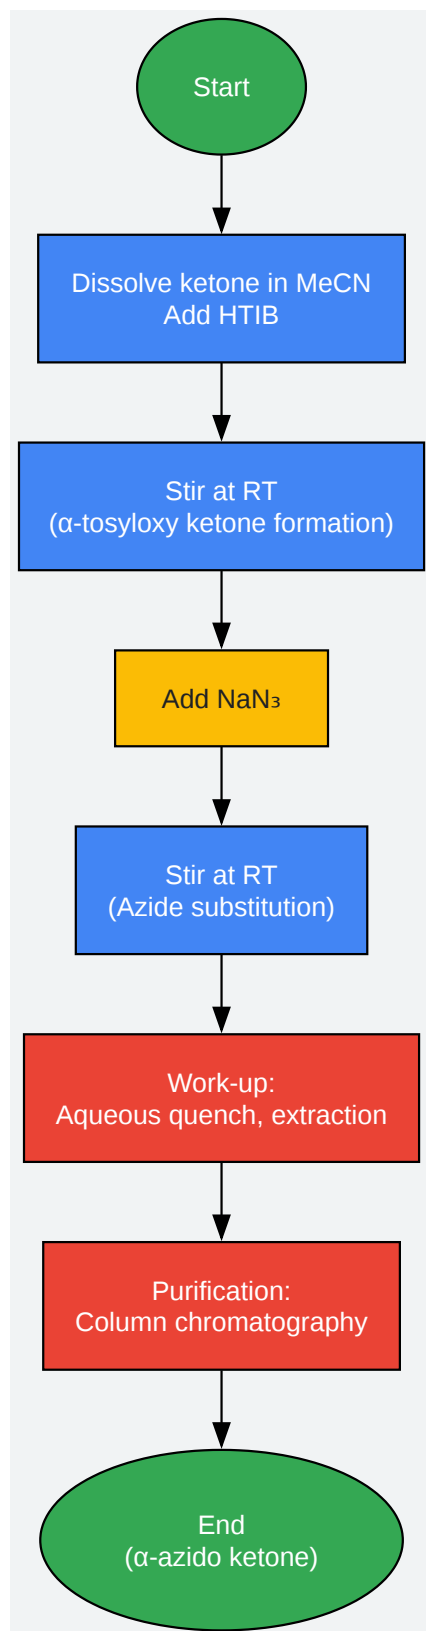 Start
Dissolve ketone in MeCN
Add HTIB
Stir at RT
(α-tosyloxy ketone formation)
Add NaN₃
Stir at RT
(Azide substitution)
Work-up:
Aqueous quench, extraction
Purification:
Column chromatography
End
(α-azido ketone)